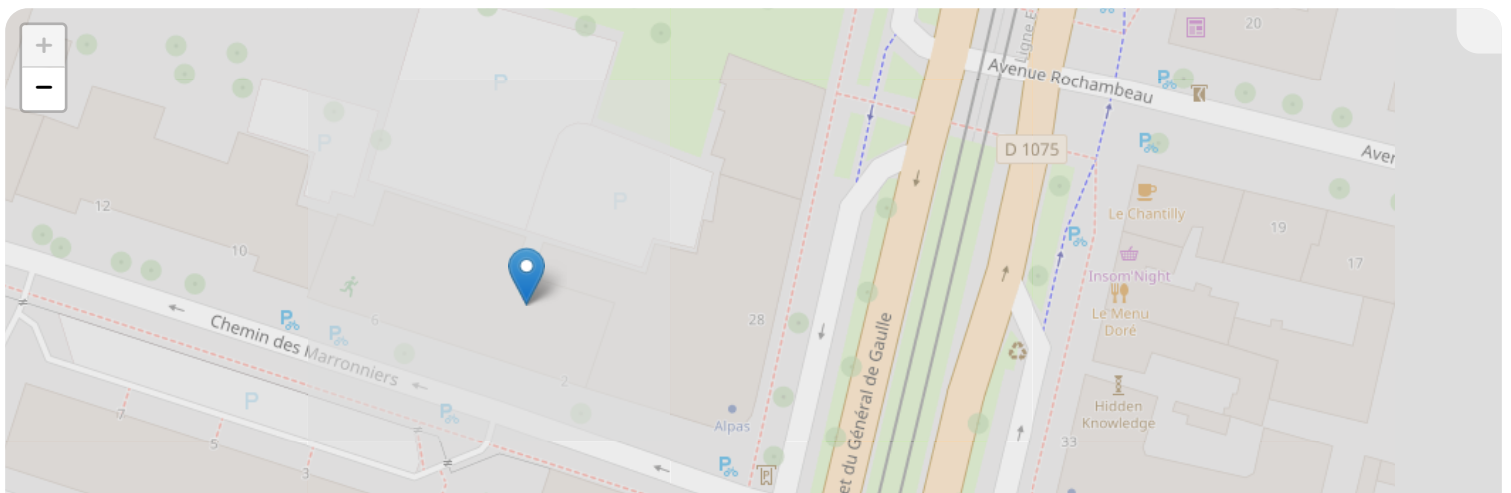 +
-
P
20
Ligne E
Avenue Rochambeau
P
P
D 1075
Aver
P
P
12
Le Chantilly
19
10
17
Insom'Night
Le Menu
Doré
6
28
Chemin des Marronniers
et du Général de Gaulle
2
P
7
Hidden
Knowledge
Alpas
5
33
3
P
P